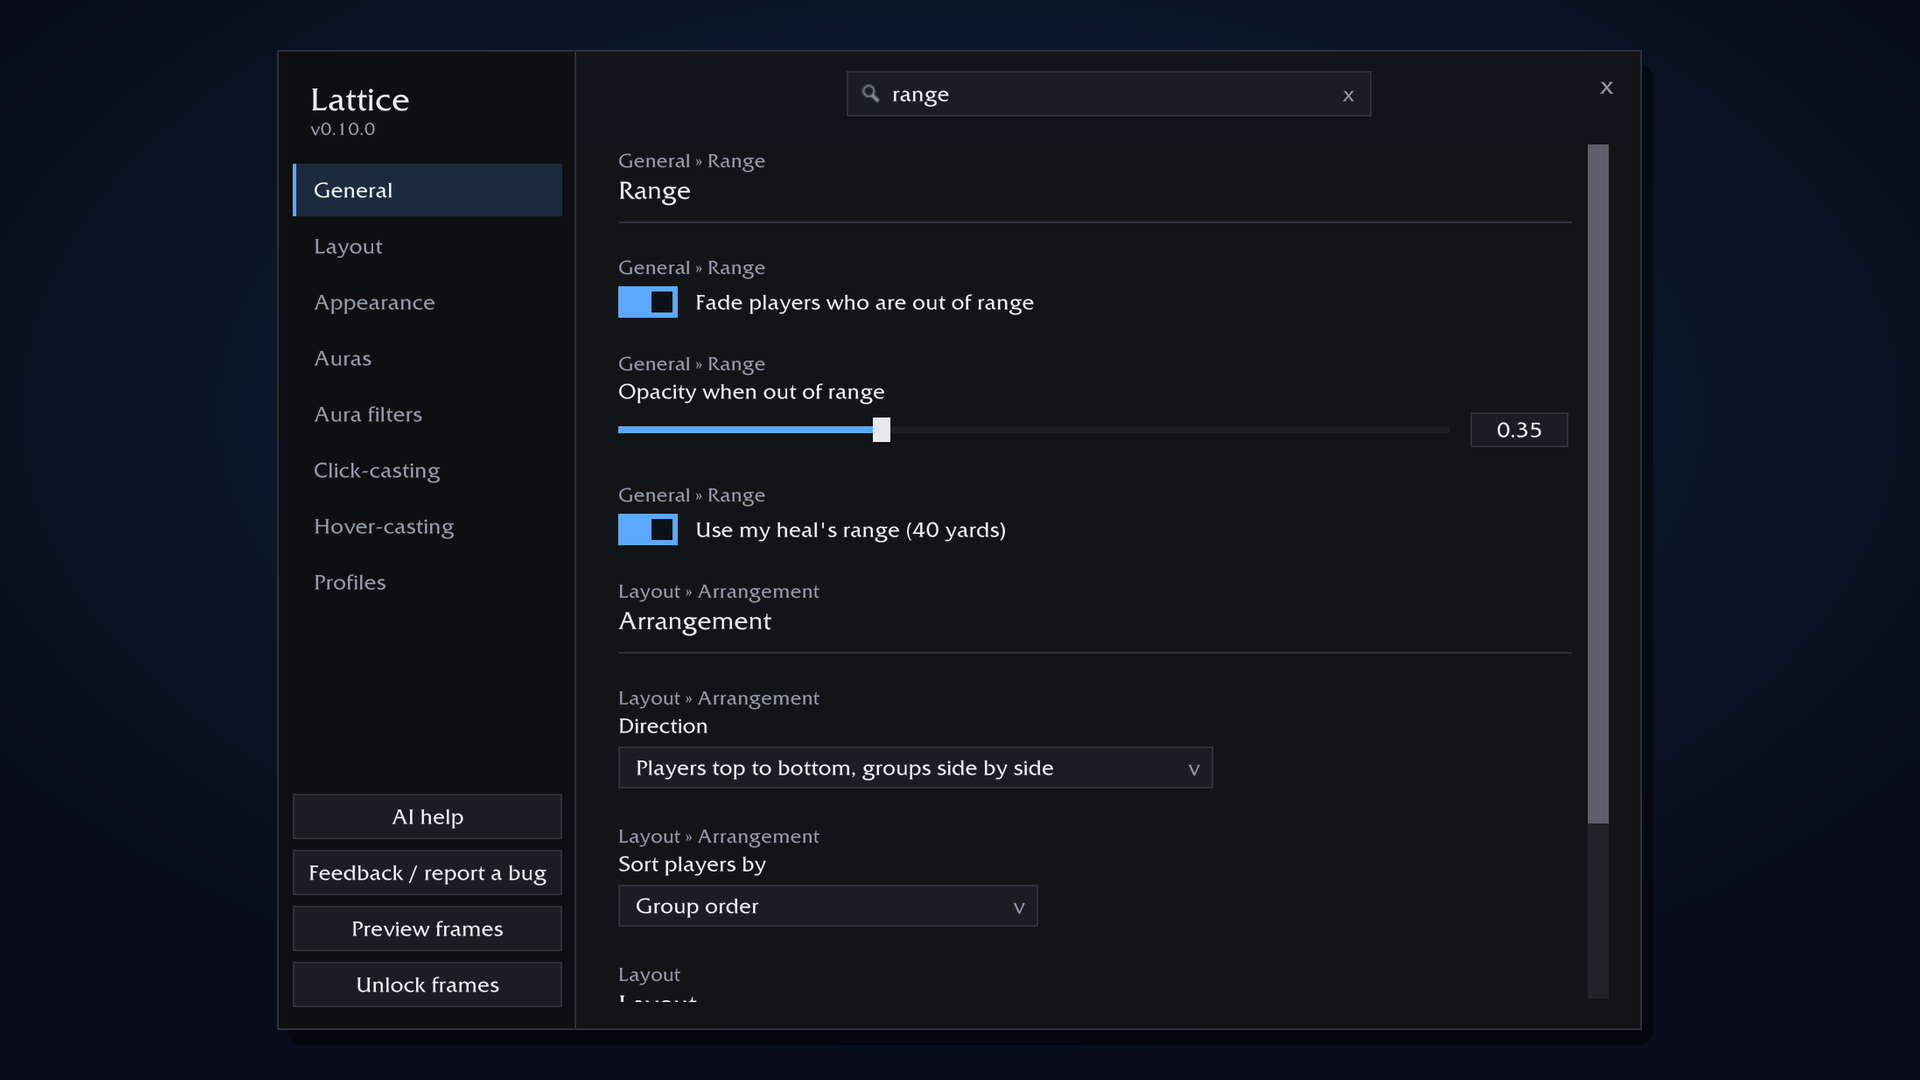 Lattice
v0.10.0
General
Layout
Appearance
Auras
Aura filters
Click-casting
Hover-casting
Profiles
AI help
Feedback / report a bug
Preview frames
Unlock frames
range
x
x
General » Range
Range
General » Range
Fade players who are out of range
General » Range
Opacity when out of range
0.35
General » Range
Use my heal's range (40 yards)
Layout » Arrangement
Arrangement
Layout » Arrangement
Direction
Players top to bottom, groups side by side
v
Layout » Arrangement
Sort players by
Group order
v
Layout
Layout